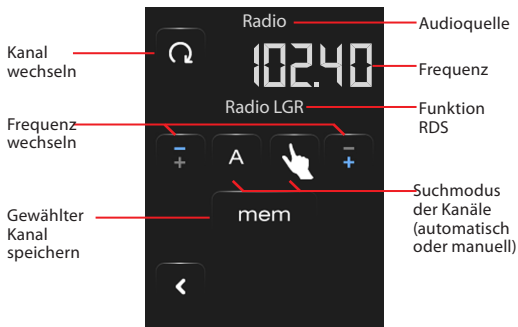 Radio
Audioquelle
Kanal
wechseln
102.40
Frequenz
Radio LGR
Funktion
RDS
Frequenz
wechseln
− +
A
− +
Suchmodus
der Kanäle
(automatisch
oder manuell)
Gewählter
Kanal
speichern
mem